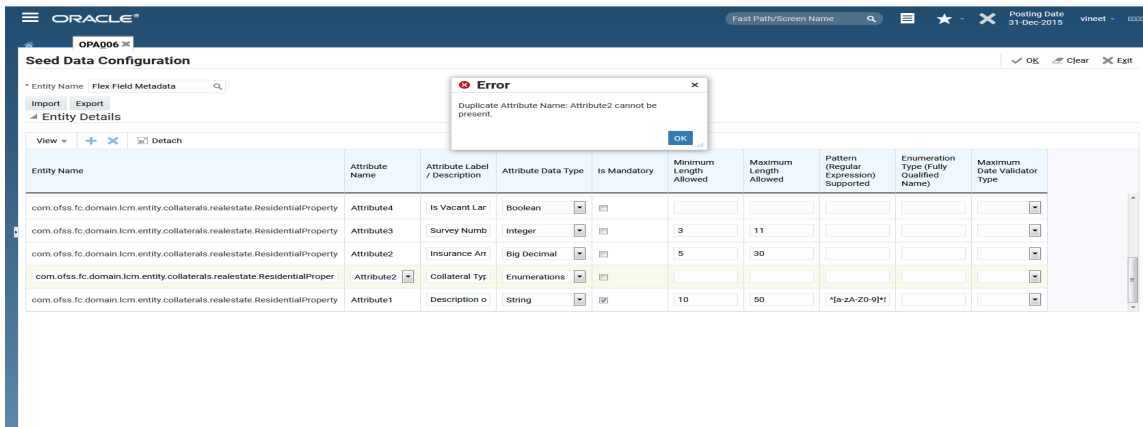 ORACLE®
Fast Path/Screen Name
Posting Date
31-Dec-2015
vineet
OPA006
Seed Data Configuration
OK Clear Exit
* Entity Name Flex Field Metadata
Import Export
Entity Details
View Detach
Error
Duplicate Attribute Name: Attribute2 cannot be
present.
OK
Entity Name
Attribute
Name
Attribute Label
/ Description
Attribute Data Type
Is Mandatory
Minimum
Length
Allowed
Maximum
Length
Allowed
Pattern
(Regular
Expression)
Supported
Enumeration
Type (Fully
Qualified
Name)
Maximum
Date Validator
Type
com.ofss.fc.domain.lcm.entity.collaterals.realestate.ResidentialProperty Attribute4 Is Vacant Lar Boolean
com.ofss.fc.domain.lcm.entity.collaterals.realestate.ResidentialProperty Attribute3 Survey Numb Integer 3 11
com.ofss.fc.domain.lcm.entity.collaterals.realestate.ResidentialProperty Attribute2 Insurance Am Big Decimal 5 30
com.ofss.fc.domain.lcm.entity.collaterals.realestate.ResidentialProper Attribute2 Collateral Typ Enumerations
com.ofss.fc.domain.lcm.entity.collaterals.realestate.ResidentialProperty Attribute1 Description o String 10 50 ^[a-zA-Z0-9]*$